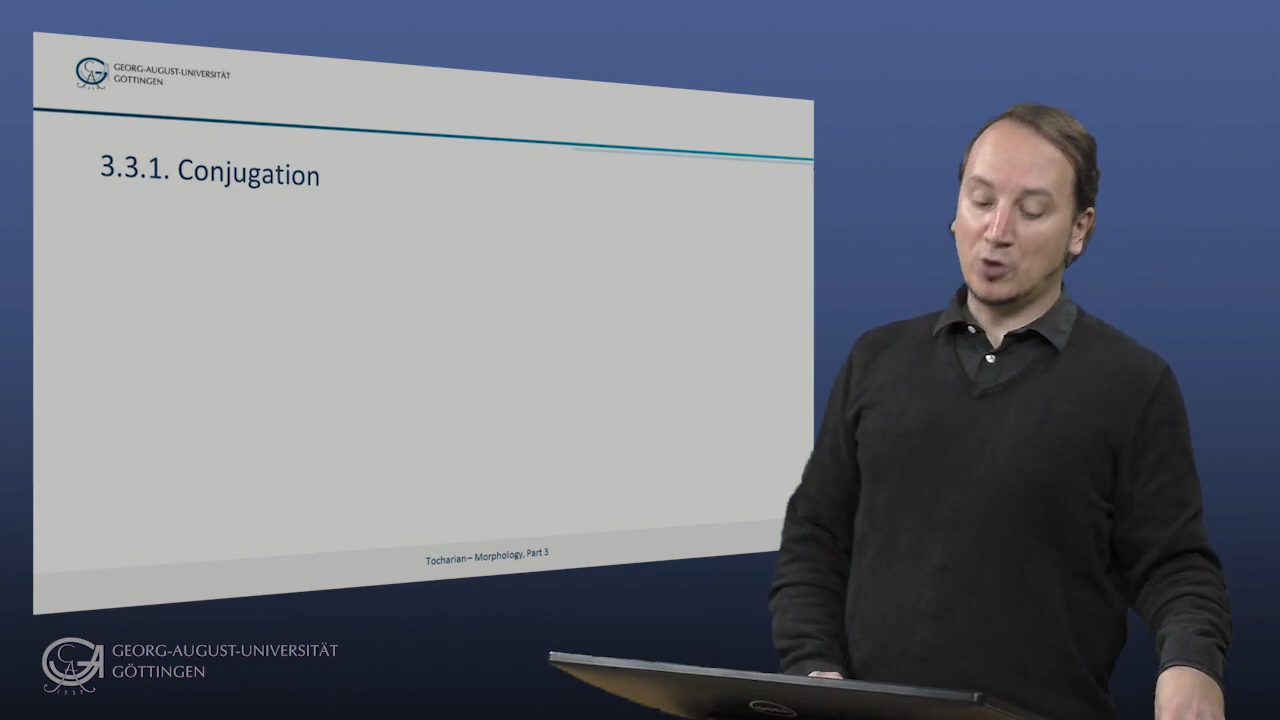 GEORG-AUGUST-UNIVERSITÄT
GÖTTINGEN
3.3.1. Conjugation
Tocharian – Morphology, Part 3
GEORG-AUGUST-UNIVERSITÄT
GÖTTINGEN